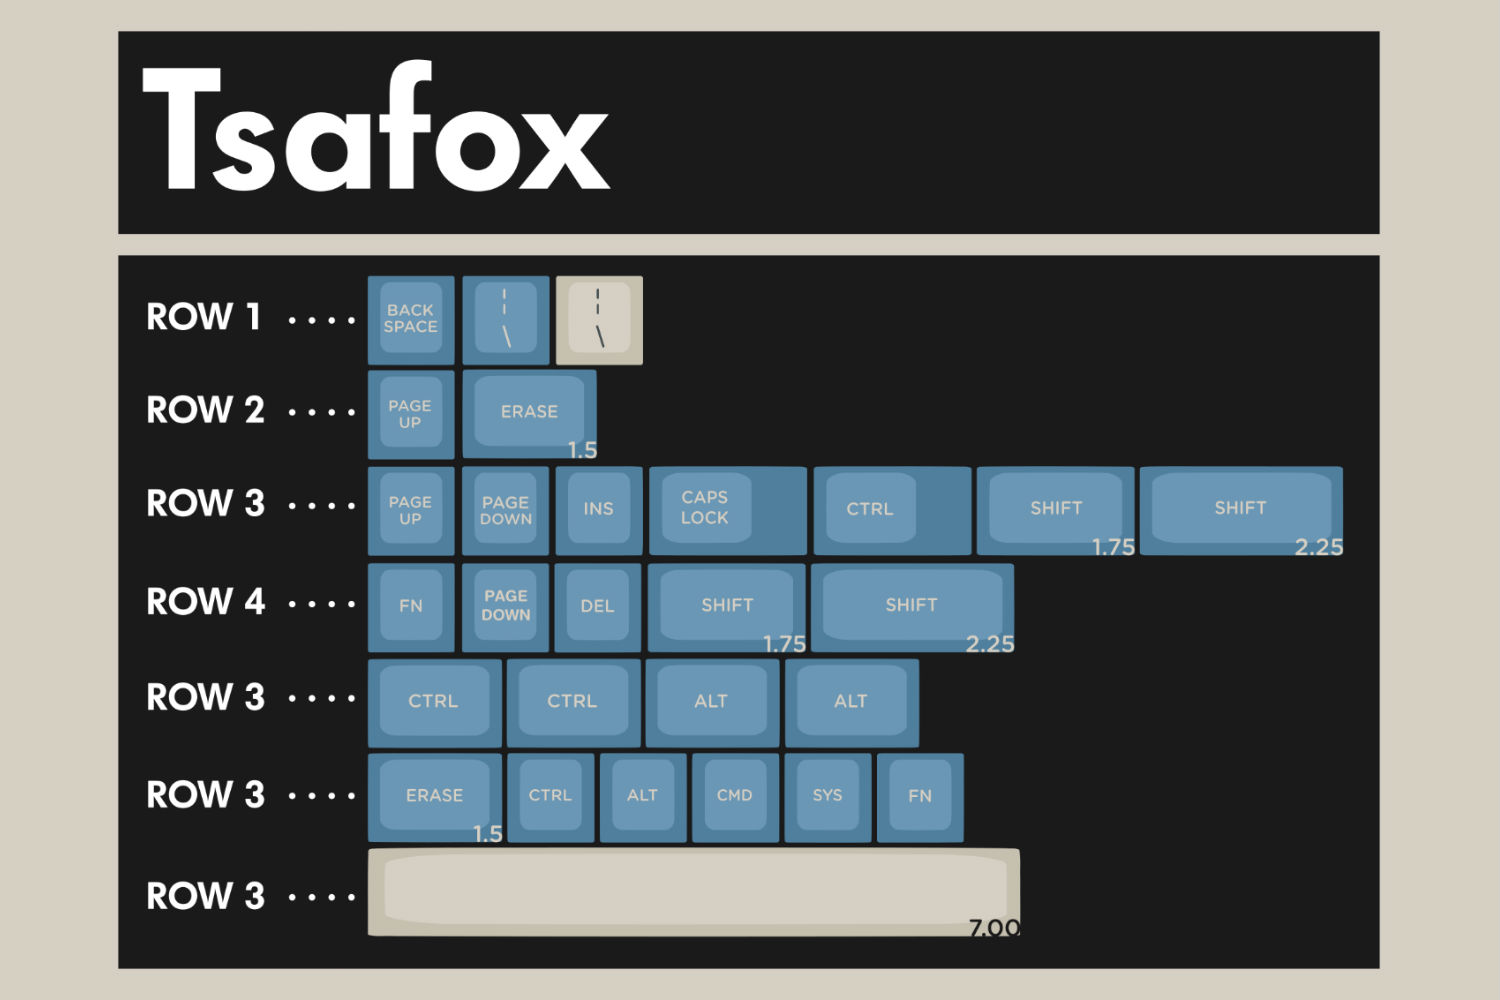 Tsafox
ROW 1 ....
BACK
SPACE
¦
\
¦
\
ROW 2 ....
PAGE
UP
ERASE
1.5
ROW 3 ....
PAGE
UP
PAGE
DOWN
INS
CAPS
LOCK
CTRL
SHIFT
1.75
SHIFT
2.25
ROW 4 ....
FN
PAGE
DOWN
DEL
SHIFT
1.75
SHIFT
2.25
ROW 3 ....
CTRL
CTRL
ALT
ALT
ROW 3 ....
ERASE
1.5
CTRL
ALT
CMD
SYS
FN
ROW 3 ....
7.00